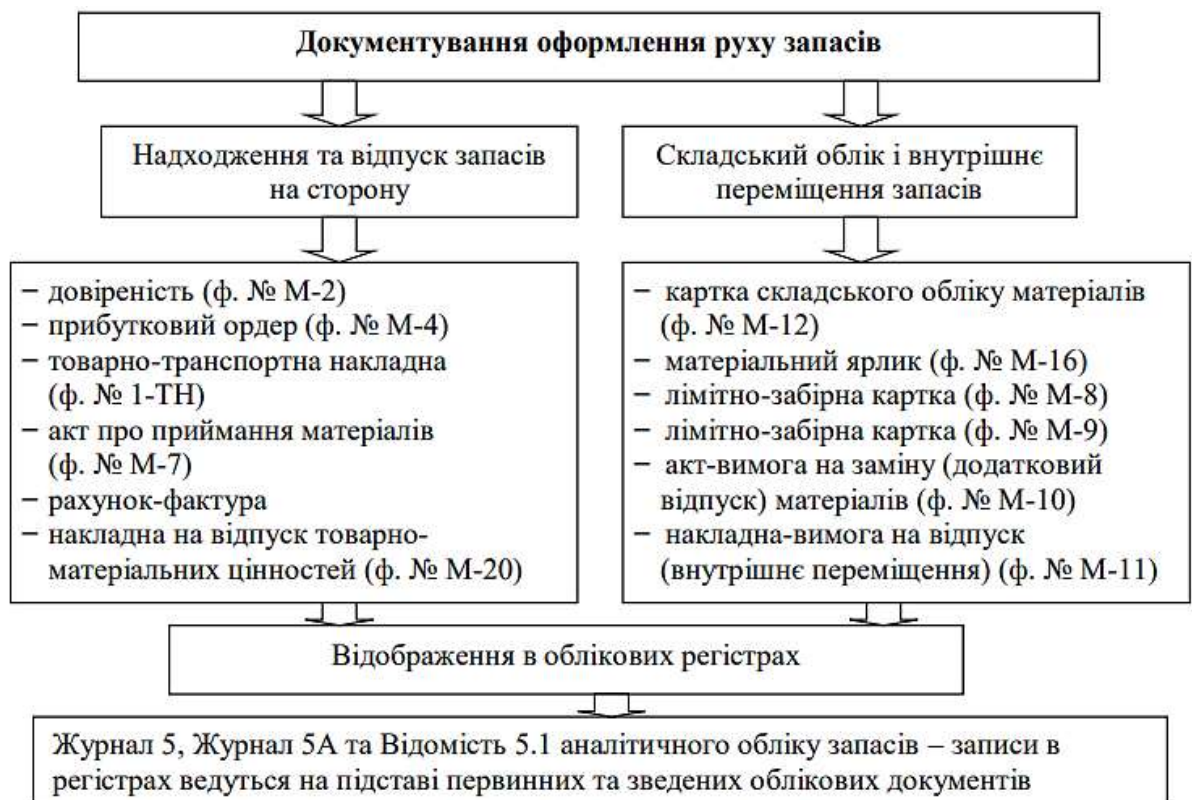 Документування оформлення руху запасів
Надходження та відпуск запасів
на сторону
Складський облік і внутрішнє
переміщення запасів
– довіреність (ф. № М-2)
– прибутковий ордер (ф. № М-4)
– товарно-транспортна накладна
(ф. № 1-ТН)
– акт про приймання матеріалів
(ф. № М-7)
– рахунок-фактура
– накладна на відпуск товарно-
матеріальних цінностей (ф. № М-20)
– картка складського обліку матеріалів
(ф. № М-12)
– матеріальний ярлик (ф. № М-16)
– лімітно-забірна картка (ф. № М-8)
– лімітно-забірна картка (ф. № М-9)
– акт-вимога на заміну (додатковий
відпуск) матеріалів (ф. № М-10)
– накладна-вимога на відпуск
(внутрішнє переміщення) (ф. № М-11)
Відображення в облікових регістрах
Журнал 5, Журнал 5А та Відомість 5.1 аналітичного обліку запасів – записи в
регістрах ведуться на підставі первинних та зведених облікових документів